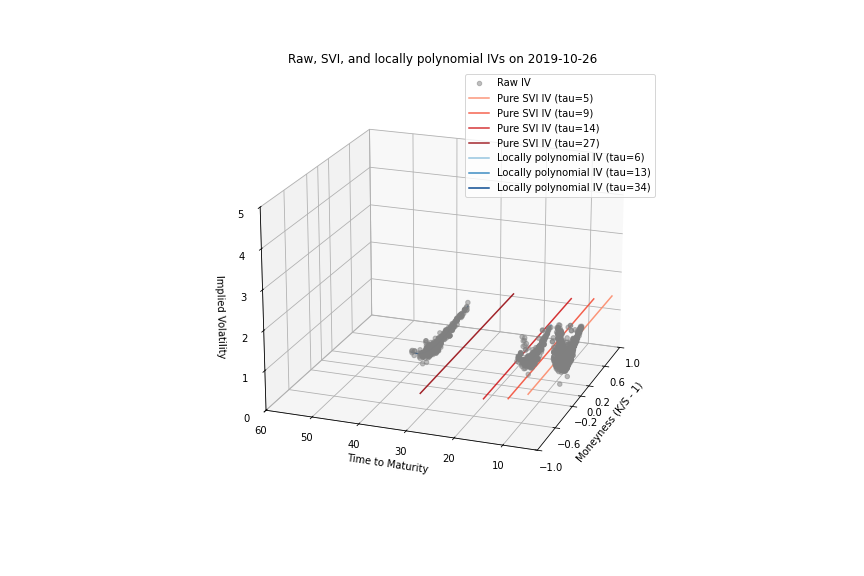 Raw, SVI, and locally polynomial IVs on 2019-10-26
Raw IV
Pure SVI IV (tau=5)
Pure SVI IV (tau=9)
Pure SVI IV (tau=14)
Pure SVI IV (tau=27)
Locally polynomial IV (tau=6)
Locally polynomial IV (tau=13)
Locally polynomial IV (tau=34)
5
4
3
2
1
0
Implied Volatility
60
50
40
30
20
10
Time to Maturity
1.0
0.6
0.2
0.0
−0.2
−0.6
−1.0
Moneyness (K/S - 1)